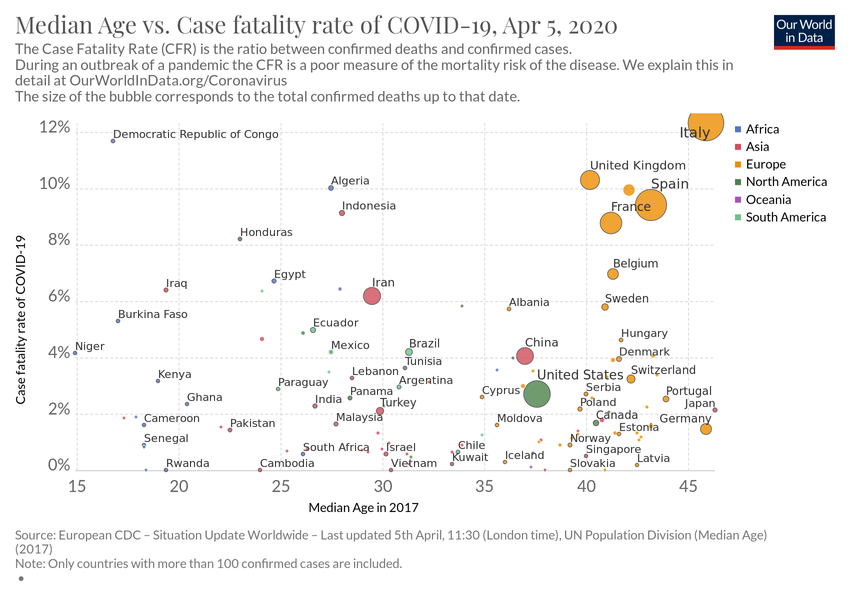 Median Age vs. Case fatality rate of COVID-19, Apr 5, 2020
Our World
in Data
The Case Fatality Rate (CFR) is the ratio between confirmed deaths and confirmed cases.
During an outbreak of a pandemic the CFR is a poor measure of the mortality risk of the disease. We explain this in
detail at OurWorldInData.org/Coronavirus
The size of the bubble corresponds to the total confirmed deaths up to that date.
12%
10%
8%
6%
4%
2%
0%
Case fatality rate of COVID-19
Italy
Democratic Republic of Congo
United Kingdom
Algeria
Spain
Indonesia
France
Honduras
Belgium
Egypt
Iran
Iraq
Sweden
Albania
Burkina Faso
Ecuador
Hungary
Niger
Mexico
Brazil
China
Denmark
Tunisia
Kenya
Lebanon
United States
Switzerland
Paraguay
Argentina
Panama
Cyprus
Serbia
Portugal
Ghana
India
Turkey
Poland
Japan
Cameroon
Pakistan
Malaysia
Moldova
Canada
Germany
Estonia
Senegal
South Africa
Israel
Chile
Norway
Singapore
Rwanda
Cambodia
Vietnam
Kuwait
Iceland
Slovakia
Latvia
15
20
25
30
35
40
45
Median Age in 2017
Africa
Asia
Europe
North America
Oceania
South America
Source: European CDC – Situation Update Worldwide – Last updated 5th April, 11:30 (London time), UN Population Division (Median Age)
(2017)
Note: Only countries with more than 100 confirmed cases are included.